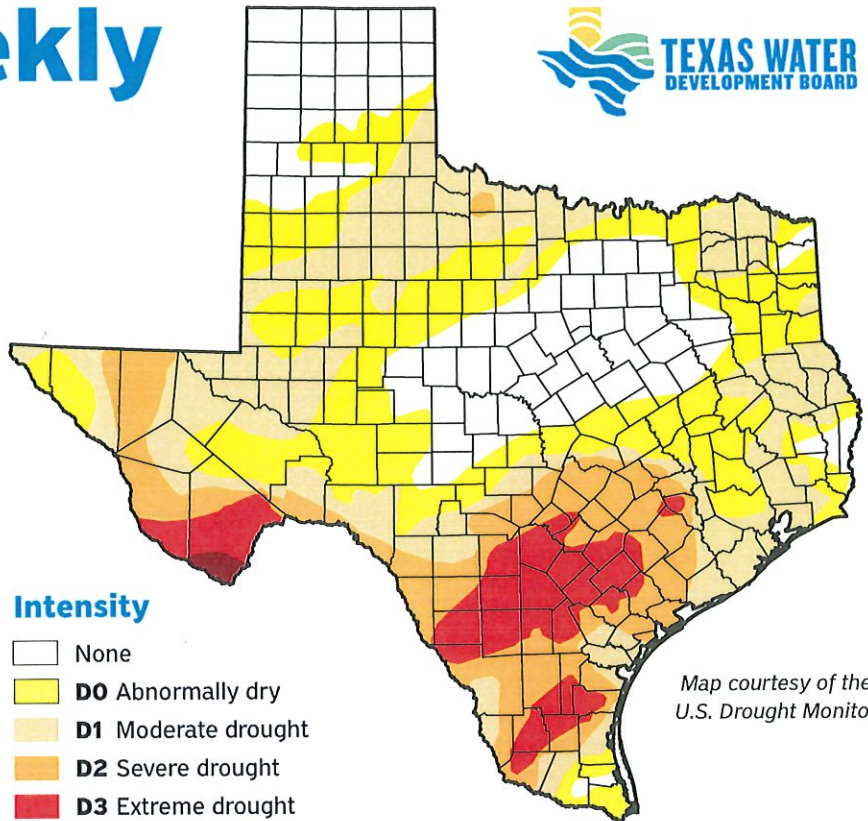 TEXAS WATER
DEVELOPMENT BOARD
Intensity
None
D0 Abnormally dry
D1 Moderate drought
D2 Severe drought
D3 Extreme drought
Map courtesy of the
U.S. Drought Monito